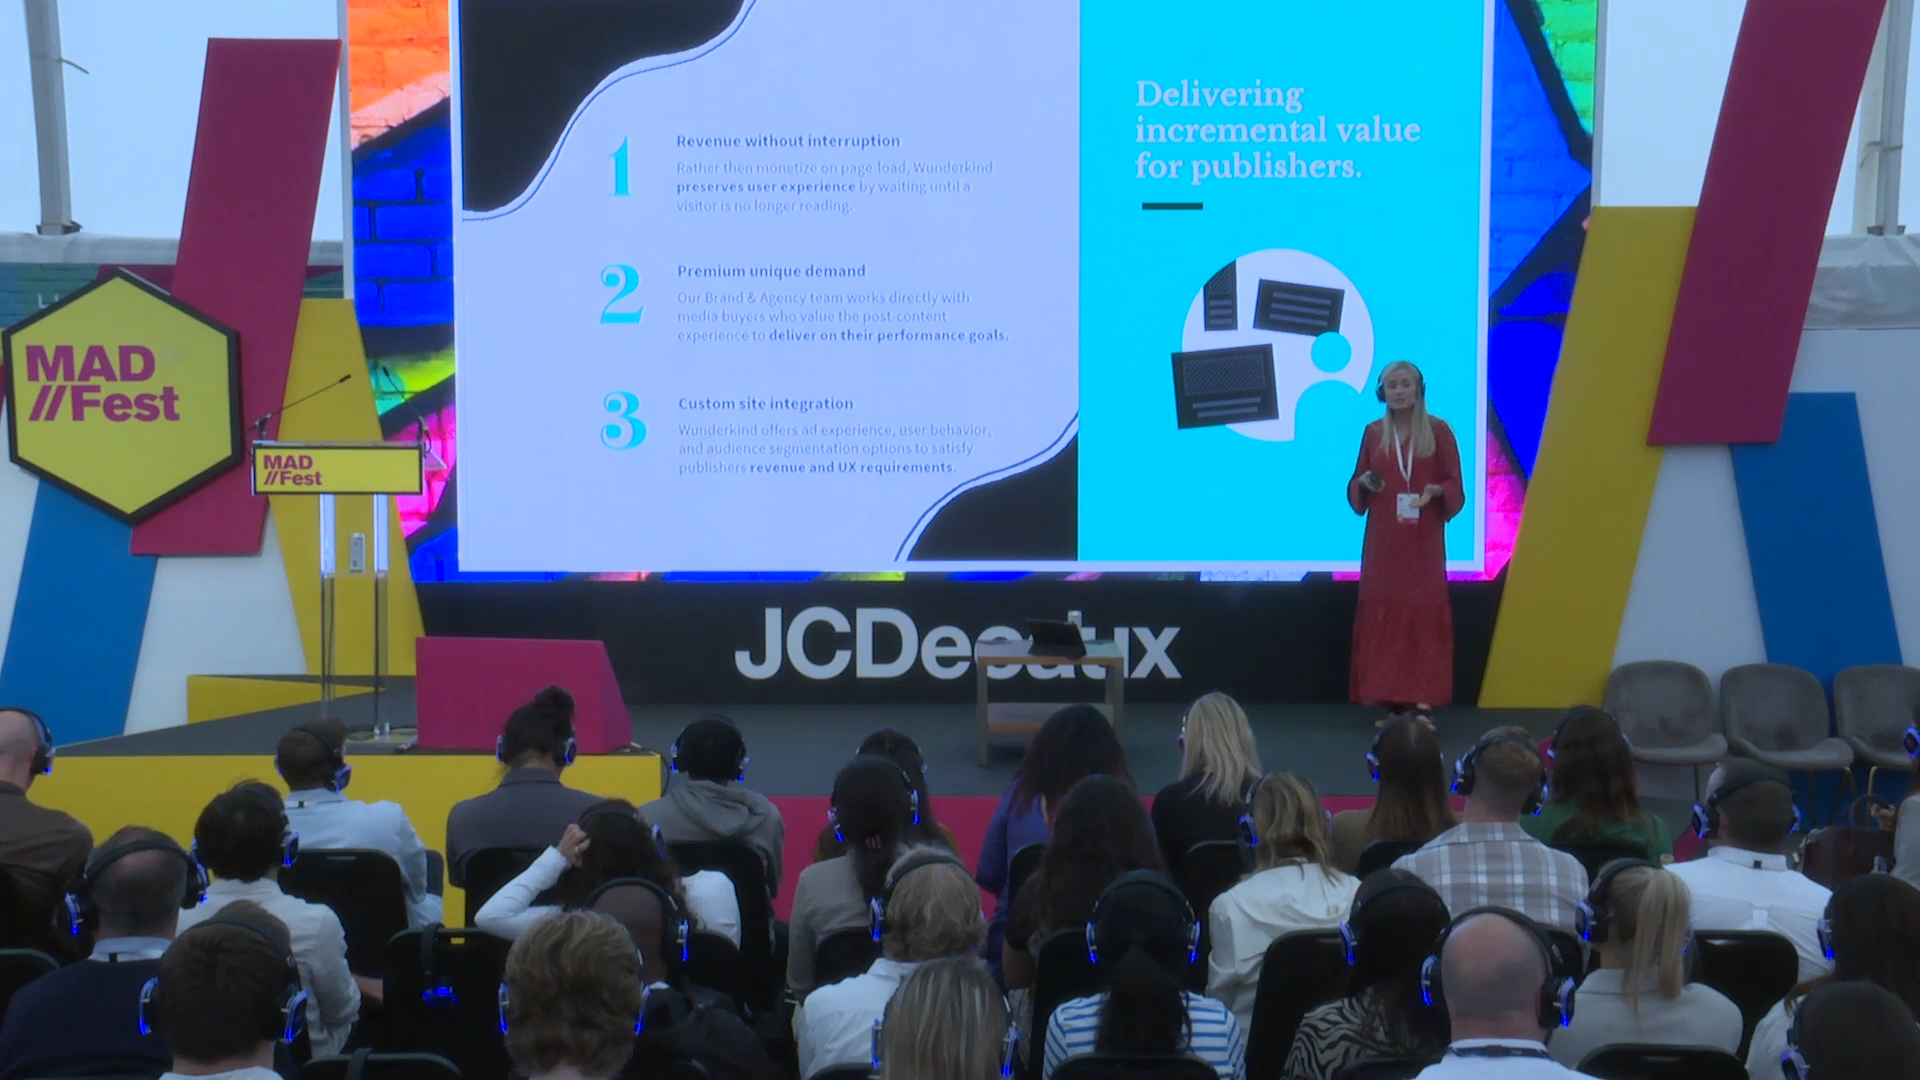 Delivering
incremental value
for publishers.
1
Revenue without interruption
Rather then monetize on page-load, Wunderkind
preserves user experience by waiting until a
visitor is no longer reading.
2
Premium unique demand
Our Brand & Agency team works directly with
media buyers who value the post-content
experience to deliver on their performance goals.
3
Custom site integration
Wunderkind offers ad experience, user behavior,
and audience segmentation options to satisfy
publishers revenue and UX requirements.
MAD
//Fest
MAD
//Fest
JCDecaux